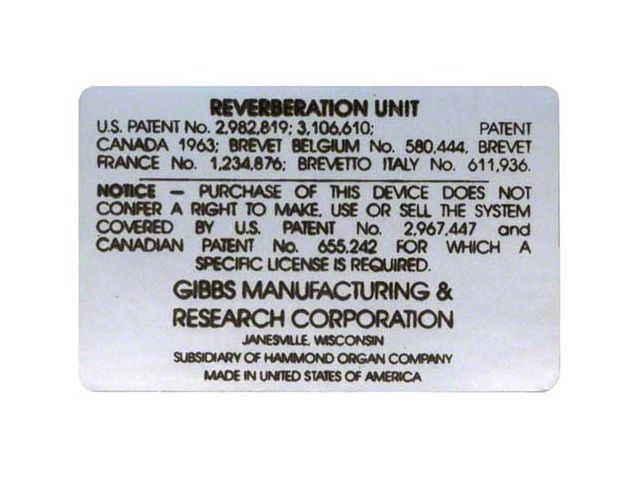 REVERBERATION UNIT
U.S. PATENT No. 2,982,819; 3,106,610; PATENT
CANADA 1963; BREVET BELGIUM No. 580,444, BREVET
FRANCE No. 1,234,876; BREVETTO ITALY No. 611,936.
NOTICE – PURCHASE OF THIS DEVICE DOES NOT
CONFER A RIGHT TO MAKE, USE OR SELL THE SYSTEM
COVERED BY U.S. PATENT No. 2,967,447 and
CANADIAN PATENT No. 655,242 FOR WHICH A
SPECIFIC LICENSE IS REQUIRED.
GIBBS MANUFACTURING &
RESEARCH CORPORATION
JANESVILLE, WISCONSIN
SUBSIDIARY OF HAMMOND ORGAN COMPANY
MADE IN UNITED STATES OF AMERICA